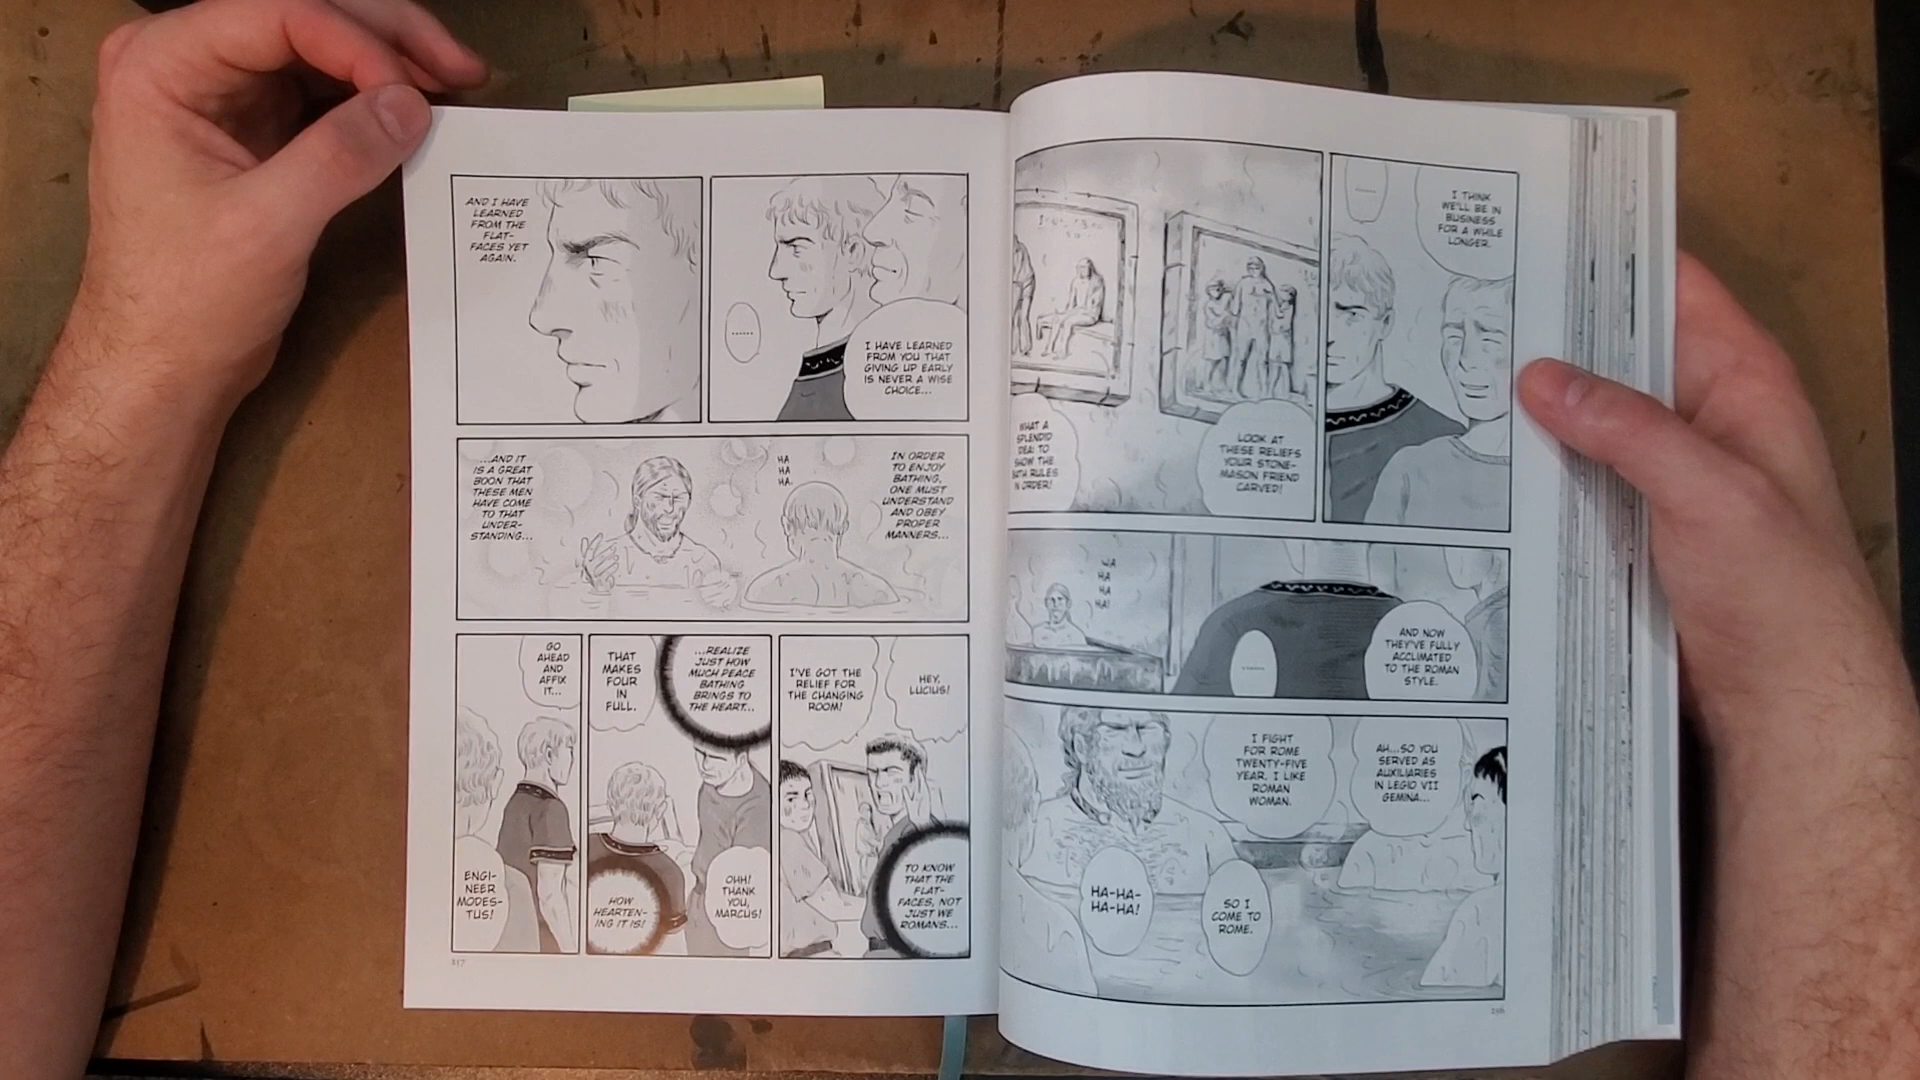 I THINK
WE'LL BE IN
BUSINESS
FOR A WHILE
LONGER.
LOOK AT
THESE RELIEFS
YOUR STONE-
MASON FRIEND
CARVED!
WHAT A
SPLENDID
IDEA TO
SHOW THE
BATH RULES
IN ORDER!
AND NOW
THEY'VE FULLY
ACCLIMATED
TO THE ROMAN
STYLE.
WA
HA
HA
HA!
AH...SO YOU
SERVED AS
AUXILIARIES
IN LEGIO VII
GEMINA...
I FIGHT
FOR ROME
TWENTY-FIVE
YEAR. I LIKE
ROMAN
WOMAN.
SO I
COME TO
ROME.
HA-HA-
HA-HA!
I HAVE LEARNED
FROM YOU THAT
GIVING UP EARLY
IS NEVER A WISE
CHOICE...
......
AND I HAVE
LEARNED
FROM THE
FLAT-
FACES YET
AGAIN.
IN ORDER
TO ENJOY
BATHING,
ONE MUST
UNDERSTAND
AND OBEY
PROPER
MANNERS...
HA
HA
HA.
...AND IT
IS A GREAT
BOON THAT
THESE MEN
HAVE COME
TO THAT
UNDER-
STANDING...
HEY,
LUCIUS!
I'VE GOT THE
RELIEF FOR
THE CHANGING
ROOM!
TO KNOW
THAT THE
FLAT-
FACES, NOT
JUST WE
ROMANS...
...REALIZE
JUST HOW
MUCH PEACE
BATHING
BRINGS TO
THE HEART...
THAT
MAKES
FOUR
IN
FULL.
OHH!
THANK
YOU,
MARCUS!
HOW
HEARTEN-
ING IT IS!
GO
AHEAD
AND
AFFIX
IT...
ENGI-
NEER
MODES-
TUS!
217